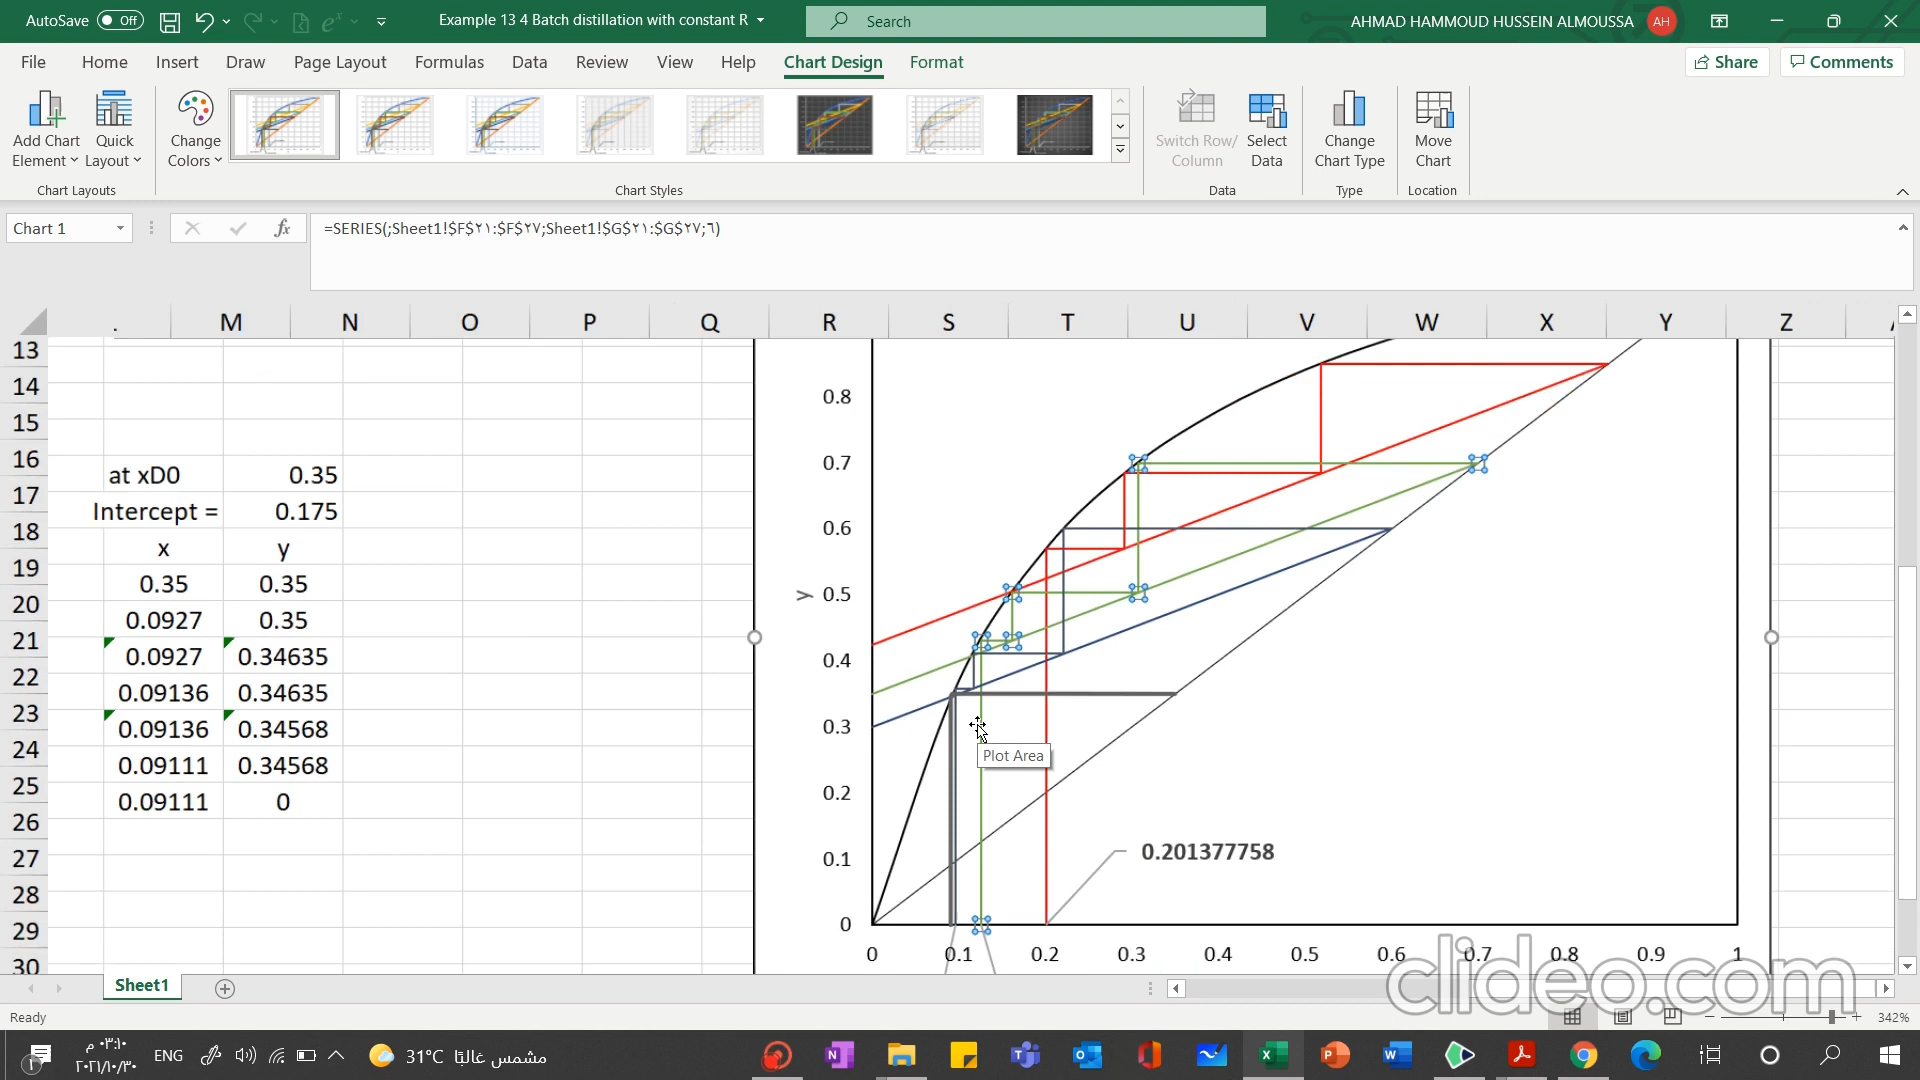 AutoSave Off Example 13 4 Batch distillation with constant R Search AHMAD HAMMOUD HUSSEIN ALMOUSSA AH
File Home Insert Draw Page Layout Formulas Data Review View Help Chart Design Format Share Comments
Add Chart Element Quick Layout Change Colors Switch Row/ Column Select Data Change Chart Type Move Chart
Chart Layouts Chart Styles Data Type Location
Chart 1 fx =SERIES(;Sheet1!$F$٢١:$F$٢٧;Sheet1!$G$٢١:$G$٢٧;٦)
M N O P Q R S T U V W X Y Z
13
14
15
16 at xD0 0.35
17 Intercept = 0.175
18 x y
19 0.35 0.35
20 0.0927 0.35
21 0.0927 0.34635
22 0.09136 0.34635
23 0.09136 0.34568
24 0.09111 0.34568
25 0.09111 0
26
27
28
29
30
0.8
0.7
0.6
y 0.5
0.4
0.3
0.2
0.1
0
Plot Area
0.201377758
0 0.1 0.2 0.3 0.4 0.5 0.6 0.7 0.8 0.9 1
clideo.com
Sheet1
Ready 342%
٠٣:١٠ م
٢٠٢١/١٠/٣٠
ENG 31°C مشمس غالبًا